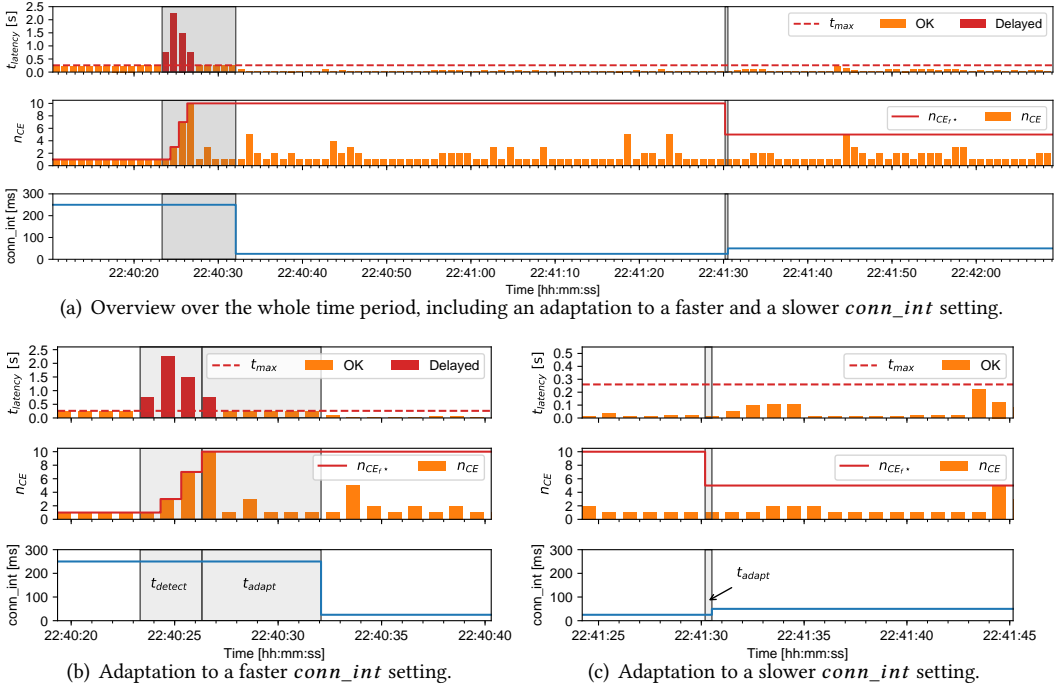 t_latency [s]
2.5
2.0
1.5
1.0
0.5
0.0
t_max OK Delayed
n_CE
10
8
6
4
2
0
n_CE_f* n_CE
conn_int [ms]
300
200
100
0
22:40:20 22:40:30 22:40:40 22:40:50 22:41:00 22:41:10 22:41:20 22:41:30 22:41:40 22:41:50 22:42:00
Time [hh:mm:ss]
(a) Overview over the whole time period, including an adaptation to a faster and a slower conn_int setting.
t_latency [s]
2.5
2.0
1.5
1.0
0.5
0.0
t_max OK Delayed
n_CE
10
8
6
4
2
0
n_CE_f* n_CE
conn_int [ms]
300
200
100
0
t_detect t_adapt
22:40:20 22:40:25 22:40:30 22:40:35 22:40:40
Time [hh:mm:ss]
(b) Adaptation to a faster conn_int setting.
t_latency [s]
0.5
0.4
0.3
0.2
0.1
0.0
t_max OK
n_CE
10
8
6
4
2
0
n_CE_f* n_CE
conn_int [ms]
300
200
100
0
t_adapt
22:41:25 22:41:30 22:41:35 22:41:40 22:41:45
Time [hh:mm:ss]
(c) Adaptation to a slower conn_int setting.